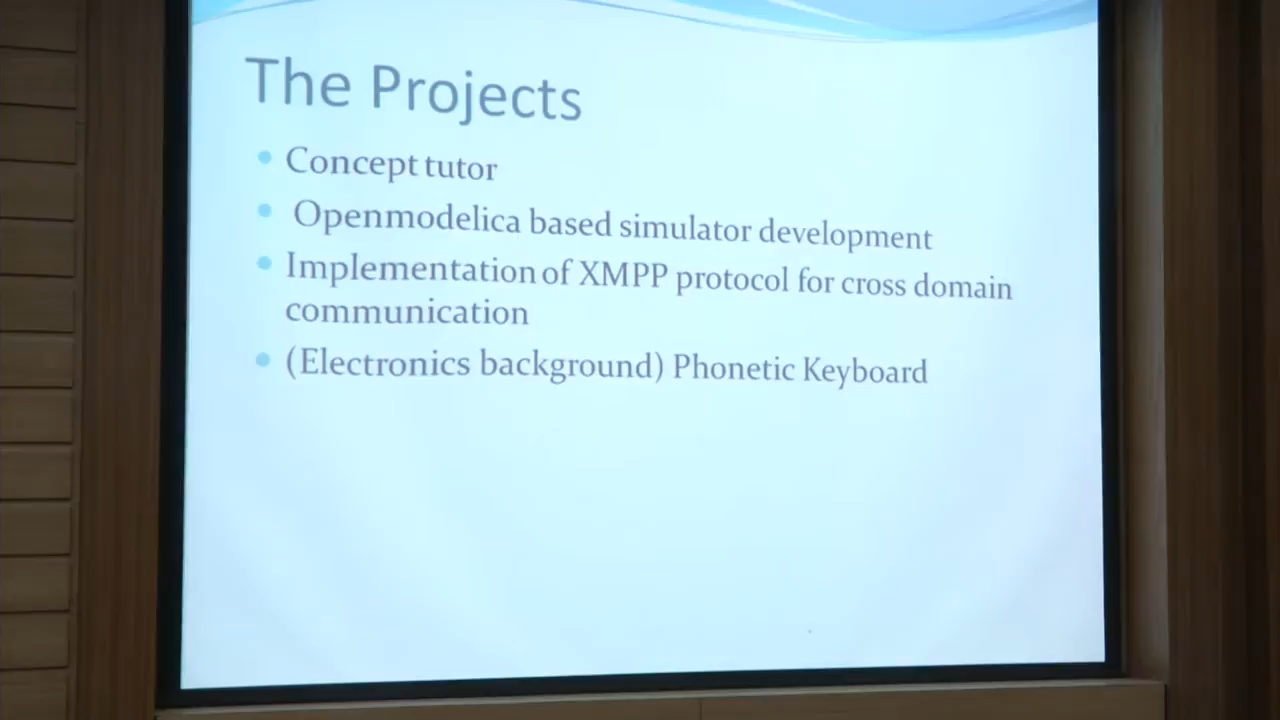 The Projects
Concept tutor
Openmodelica based simulator development
Implementation of XMPP protocol for cross domain
communication
(Electronics background) Phonetic Keyboard